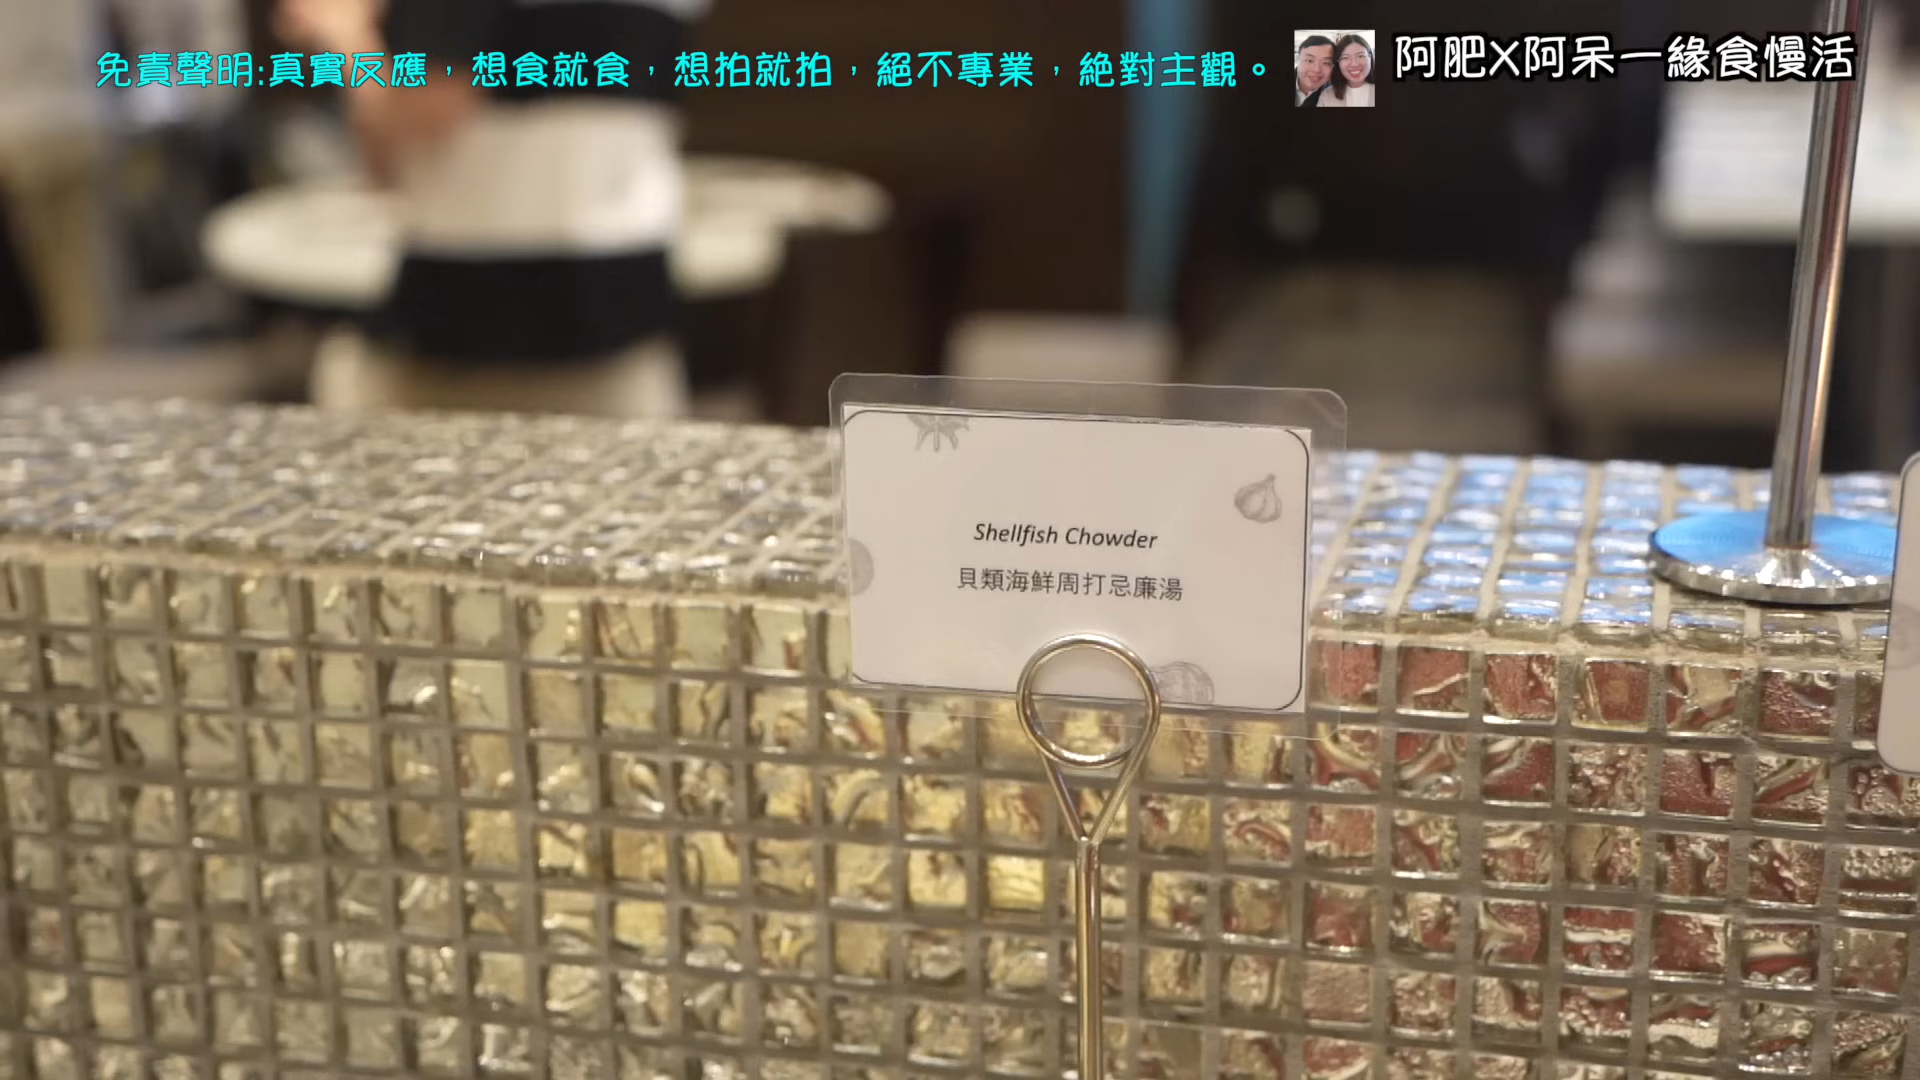 免責聲明:真實反應，想食就食，想拍就拍，絕不專業，絶對主觀。
阿肥X阿呆一緣食慢活
Shellfish Chowder
貝類海鮮周打忌廉湯